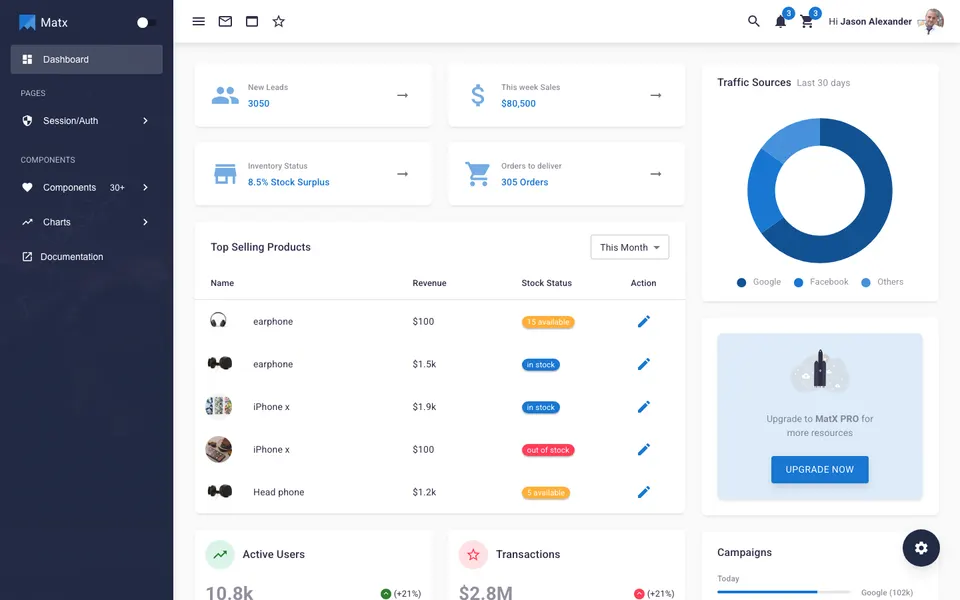 Matx
Dashboard
PAGES
Session/Auth
COMPONENTS
Components 30+
Charts
Documentation
3
3
Hi Jason Alexander
New Leads
3050
This week Sales
$80,500
Inventory Status
8.5% Stock Surplus
Orders to deliver
305 Orders
Top Selling Products
This Month
Name Revenue Stock Status Action
earphone $100 15 available
earphone $1.5k in stock
iPhone x $1.9k in stock
iPhone x $100 out of stock
Head phone $1.2k 5 available
Active Users
10.8k (+21%)
Transactions
$2.8M (+21%)
Traffic Sources Last 30 days
Google Facebook Others
Upgrade to MatX PRO for
more resources
UPGRADE NOW
Campaigns
Today
Google (102k)